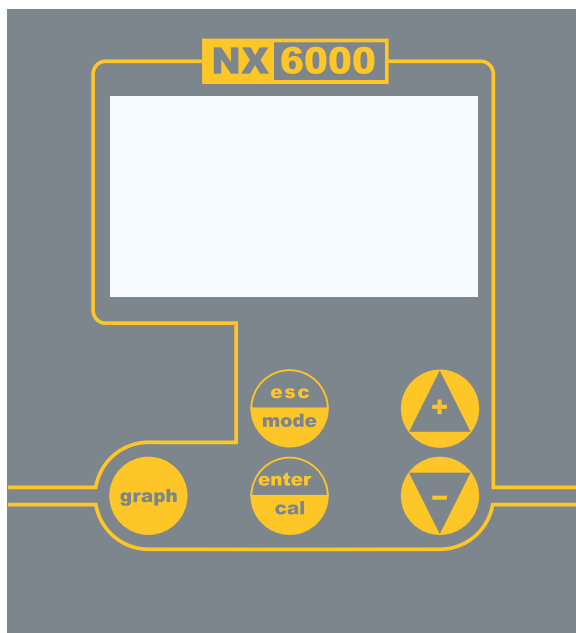 NX 6000
esc
mode
+
graph
enter
cal
−